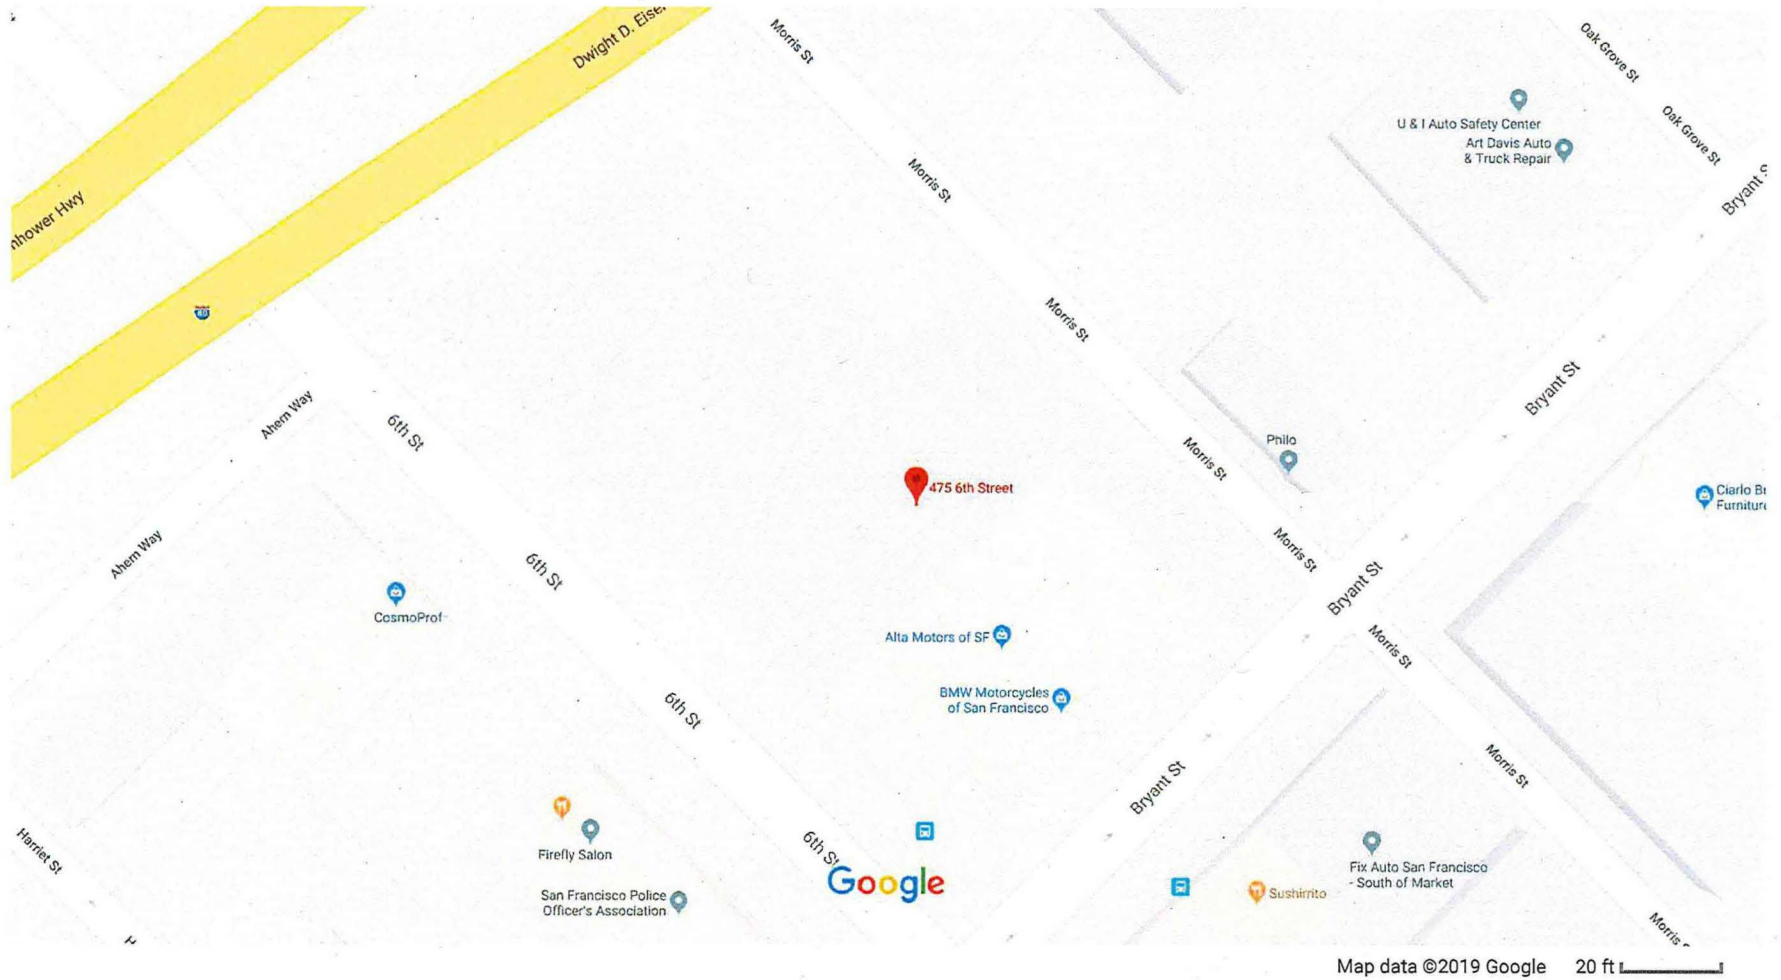 Dwight D. Eise
Morris St
Oak Grove St
U & I Auto Safety Center
Art Davis Auto
& Truck Repair
Oak Grove St
Morris St
Bryant S
nhower Hwy
80
Morris St
Bryant St
Ahern Way
6th St
Morris St
Philo
475 6th Street
Ciarlo Br
Furniture
Ahern Way
6th St
Morris St
Bryant St
CosmoProf
Alta Motors of SF
Morris St
BMW Motorcycles
of San Francisco
6th St
Bryant St
Morris St
Harriet St
Firefly Salon
6th St
Google
San Francisco Police
Officer's Association
Sushirrito
Fix Auto San Francisco
- South of Market
Morris S
H
Map data ©2019 Google
20 ft